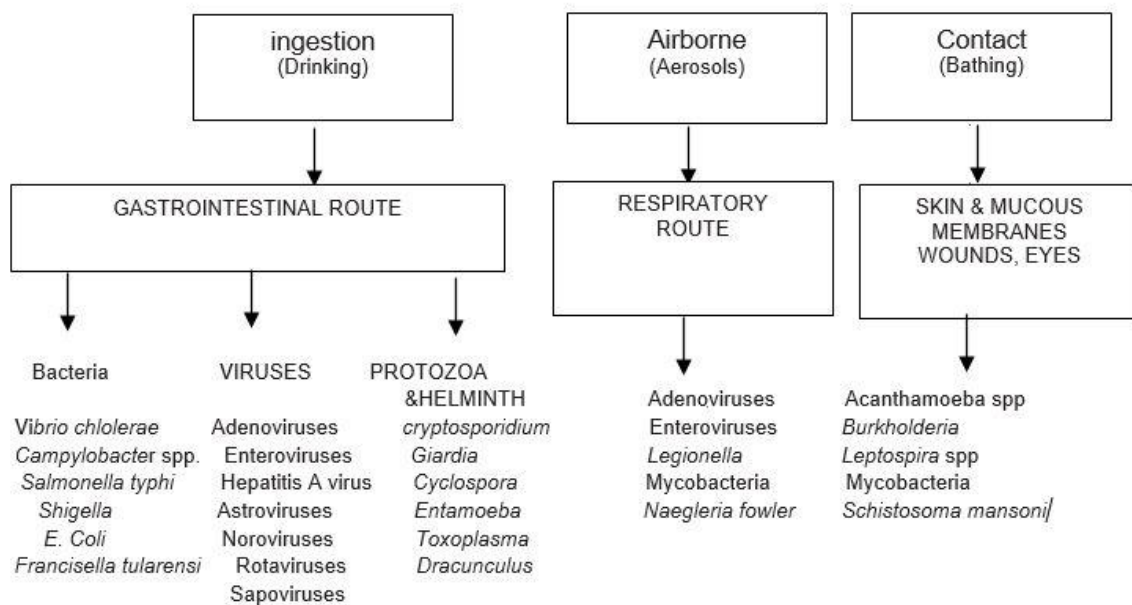 ingestion
(Drinking)
Airborne
(Aerosols)
Contact
(Bathing)
GASTROINTESTINAL ROUTE
RESPIRATORY
ROUTE
SKIN & MUCOUS
MEMBRANES
WOUNDS, EYES
Bacteria
Vibrio chlolerae
Campylobacter spp.
Salmonella typhi
Shigella
E. Coli
Francisella tularensi
VIRUSES
Adenoviruses
Enteroviruses
Hepatitis A virus
Astroviruses
Noroviruses
Rotaviruses
Sapoviruses
PROTOZOA
&HELMINTH
cryptosporidium
Giardia
Cyclospora
Entamoeba
Toxoplasma
Dracunculus
Adenoviruses
Enteroviruses
Legionella
Mycobacteria
Naegleria fowler
Acanthamoeba spp
Burkholderia
Leptospira spp
Mycobacteria
Schistosoma mansoni/